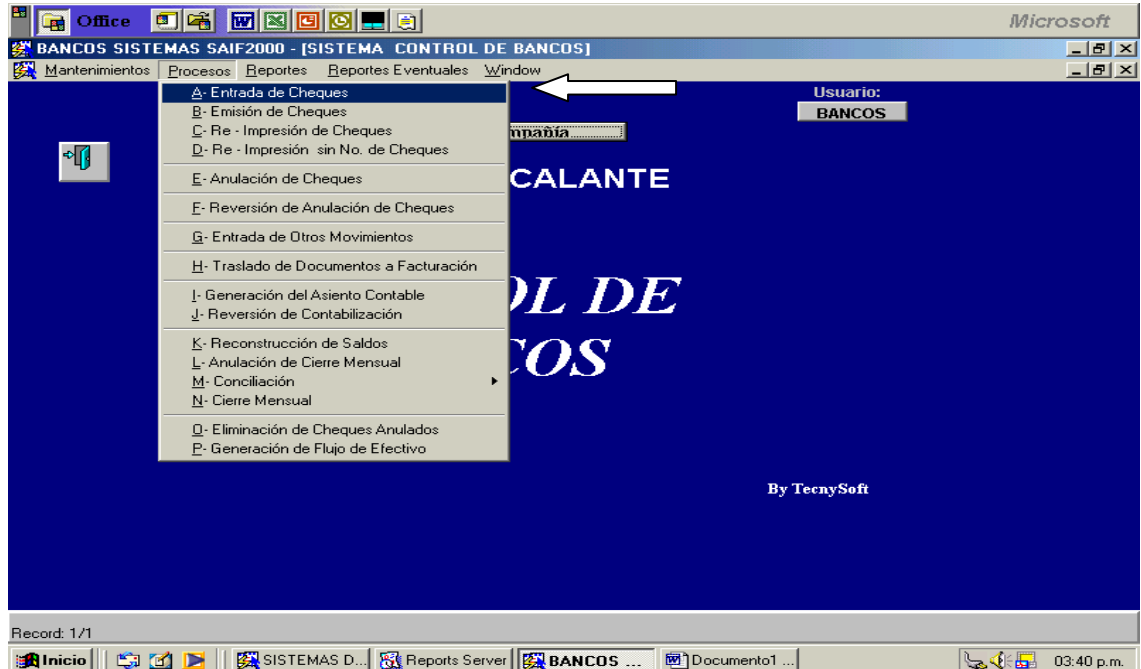 Office Microsoft
BANCOS SISTEMAS SAIF2000 - [SISTEMA CONTROL DE BANCOS]
Mantenimientos Procesos Reportes Reportes Eventuales Window
Usuario:
BANCOS
A- Entrada de Cheques
B- Emisión de Cheques
C- Re - Impresión de Cheques
D- Re - Impresión sin No. de Cheques
E- Anulación de Cheques
F- Reversión de Anulación de Cheques
G- Entrada de Otros Movimientos
H- Traslado de Documentos a Facturación
I- Generación del Asiento Contable
J- Reversión de Contabilización
K- Reconstrucción de Saldos
L- Anulación de Cierre Mensual
M- Conciliación
N- Cierre Mensual
O- Eliminación de Cheques Anulados
P- Generación de Flujo de Efectivo
mpañía
CALANTE
OL DE
COS
By TecnySoft
Record: 1/1
Inicio SISTEMAS D... Reports Server BANCOS ... Documento1 ... 03:40 p.m.